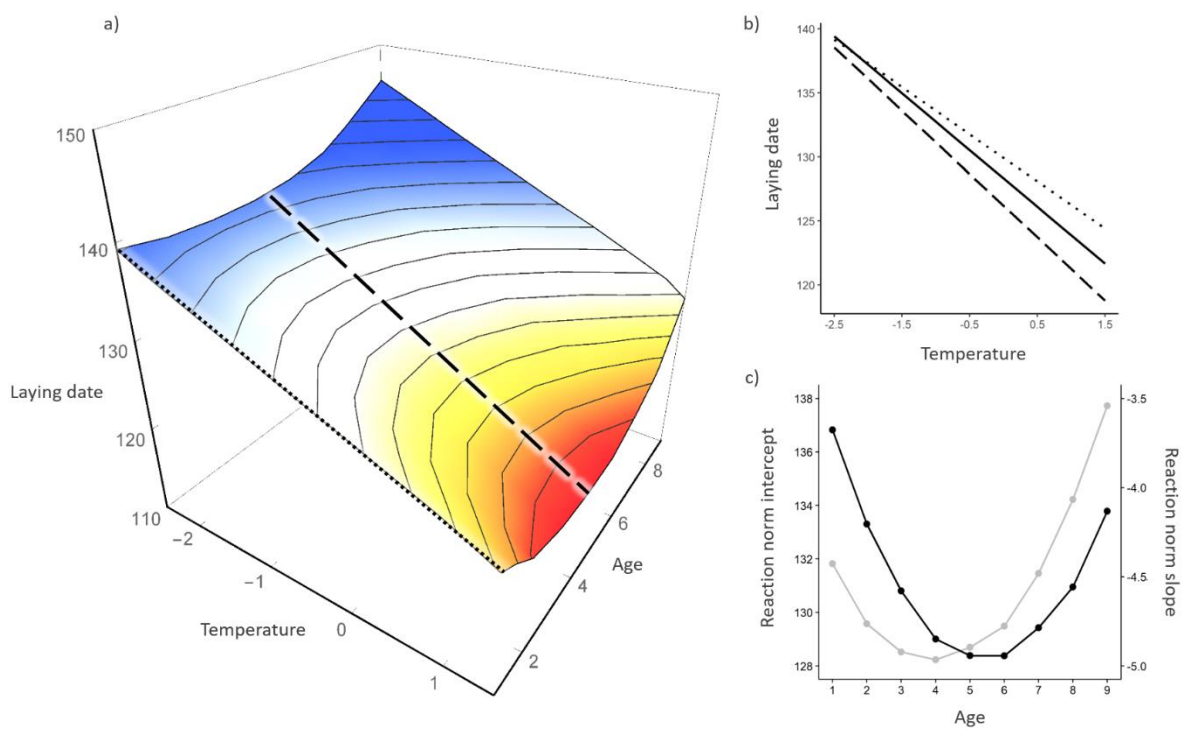 a)
150
140
130
120
110
Laying date
−2
−1
0
1
Temperature
2
4
6
8
Age
b)
140
135
130
125
120
Laying date
-2.5
-1.5
-0.5
0.5
1.5
Temperature
c)
138
136
134
132
130
128
Reaction norm intercept
-3.5
-4.0
-4.5
-5.0
Reaction norm slope
1 2 3 4 5 6 7 8 9
Age